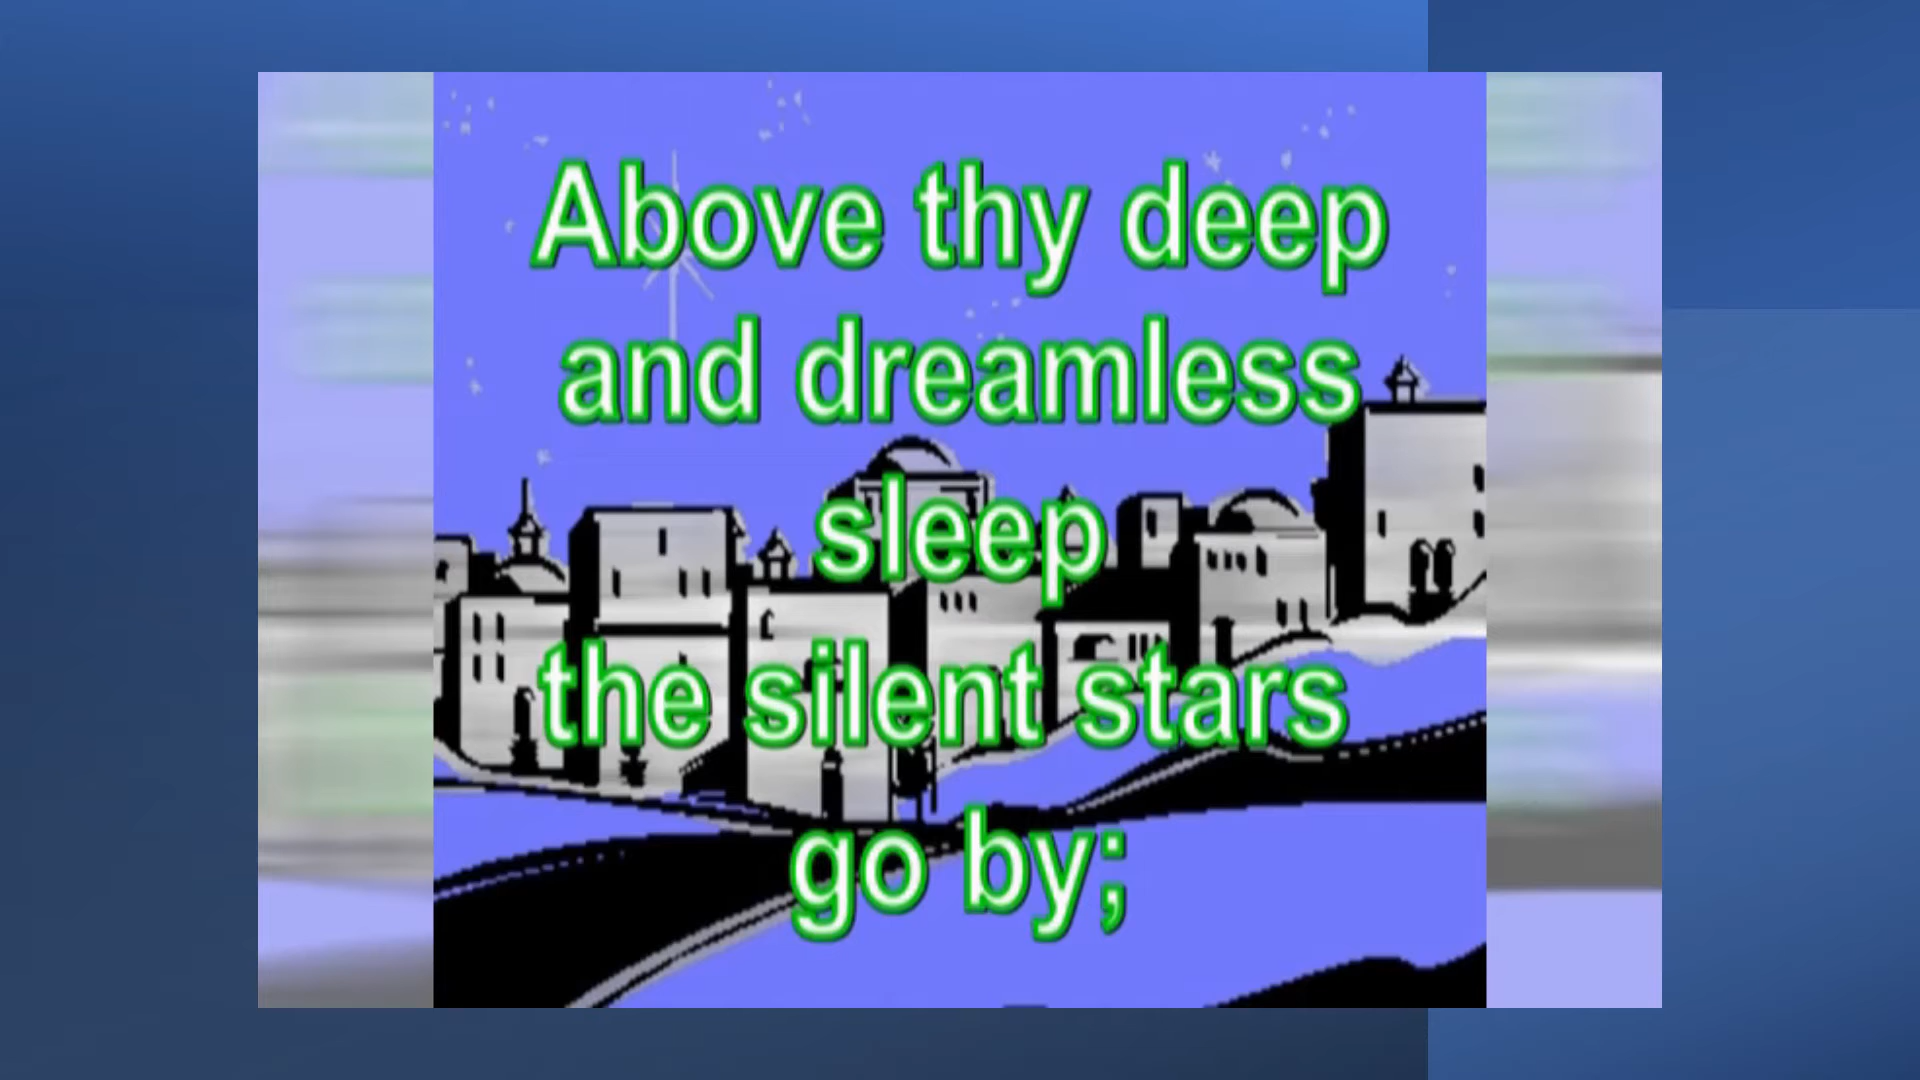 Above thy deep
and dreamless
sleep
the silent stars
go by;